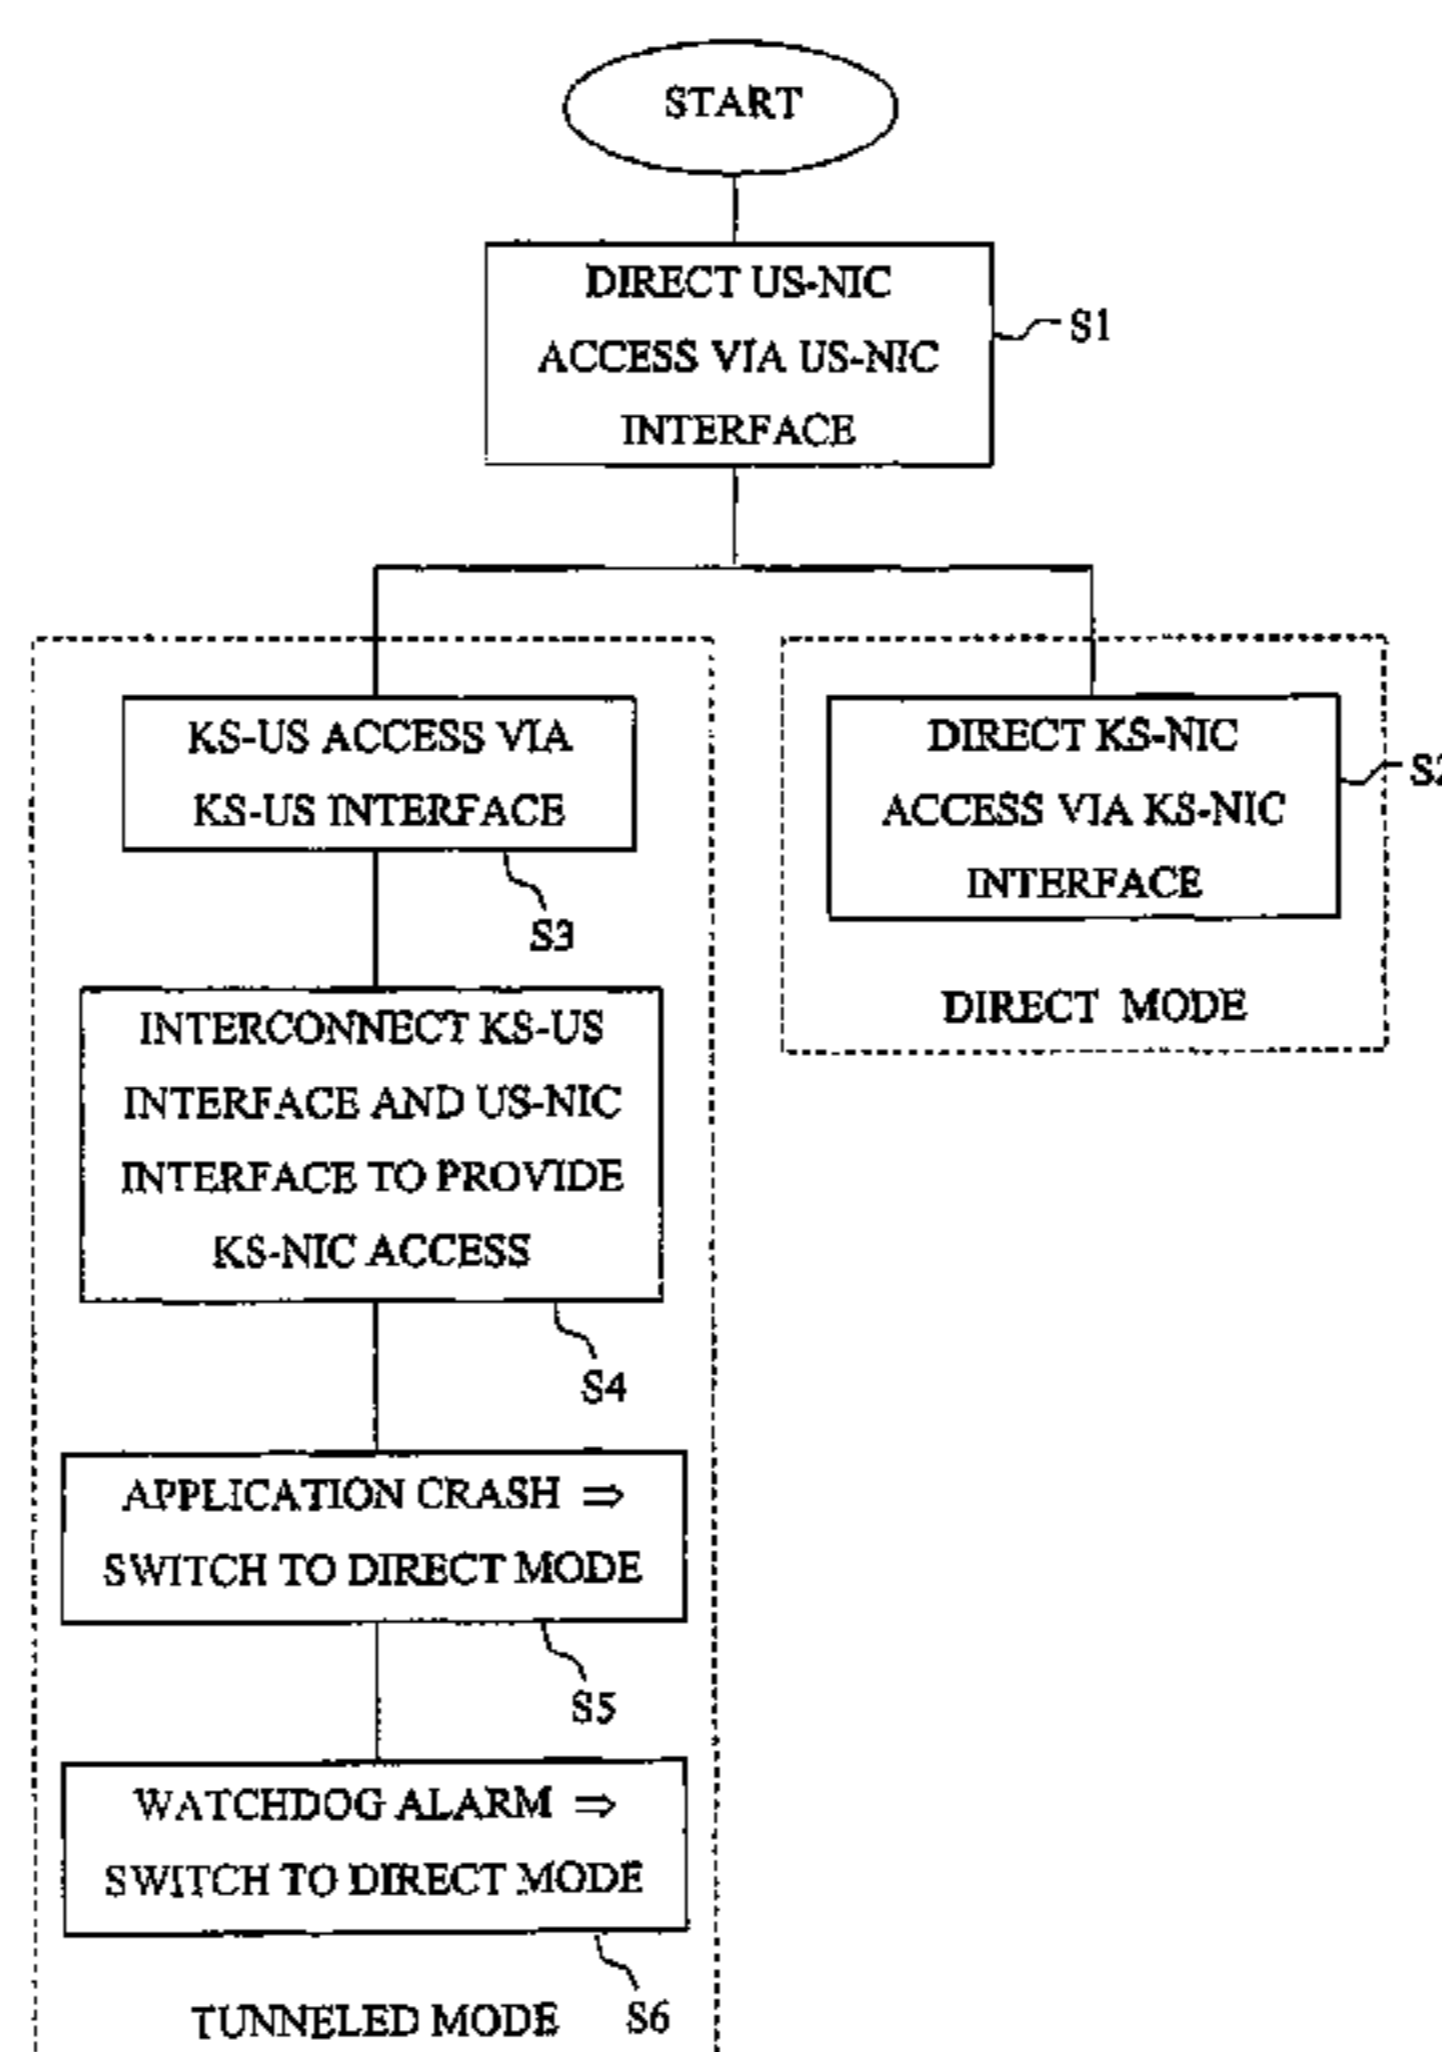 START
DIRECT US-NIC
ACCESS VIA US-NIC
INTERFACE
S1
KS-US ACCESS VIA
KS-US INTERFACE
S3
INTERCONNECT KS-US
INTERFACE AND US-NIC
INTERFACE TO PROVIDE
KS-NIC ACCESS
S4
APPLICATION CRASH ⇒
SWITCH TO DIRECT MODE
S5
WATCHDOG ALARM ⇒
SWITCH TO DIRECT MODE
S6
TUNNELED MODE
DIRECT KS-NIC
ACCESS VIA KS-NIC
INTERFACE
S2
DIRECT MODE